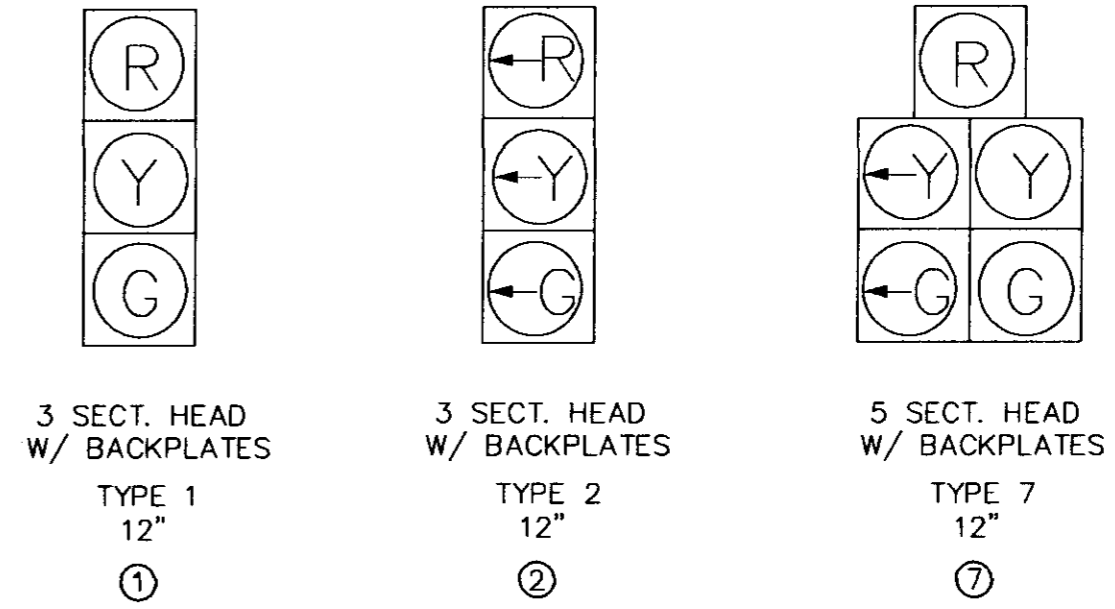 R
Y
G
3 SECT. HEAD
W/ BACKPLATES
TYPE 1
12"
1
R
Y
G
3 SECT. HEAD
W/ BACKPLATES
TYPE 2
12"
2
R
Y Y
G G
5 SECT. HEAD
W/ BACKPLATES
TYPE 7
12"
7